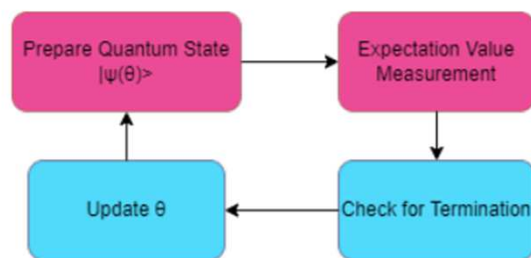 Prepare Quantum State
|ψ(θ)>
Expectation Value
Measurement
Update θ
Check for Termination